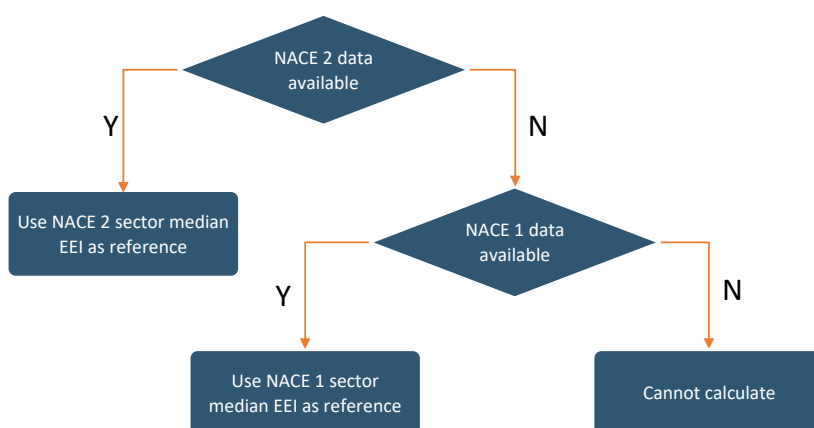 NACE 2 data
available
Y
N
Use NACE 2 sector median
EEI as reference
NACE 1 data
available
Y
N
Use NACE 1 sector
median EEI as reference
Cannot calculate